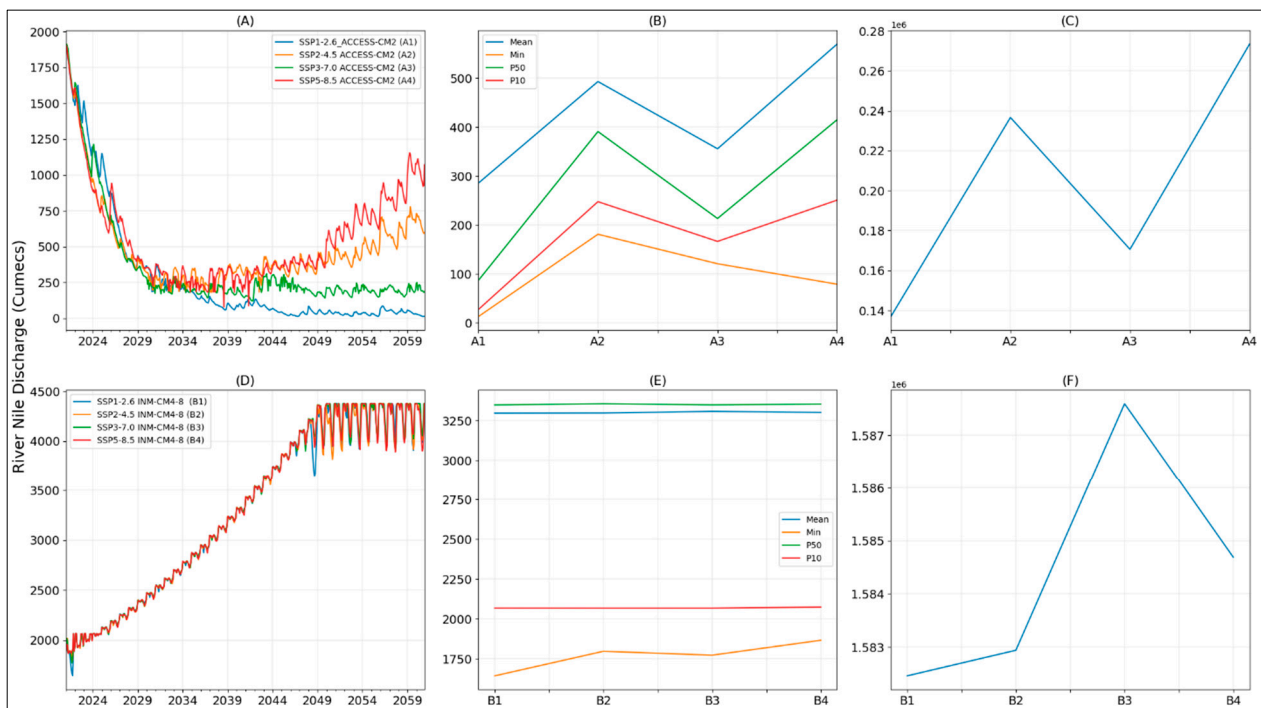 (A)
(B)
(C)
River Nile Discharge (Cumecs)
2000
1750
1500
1250
1000
750
500
250
0
SSP1-2.6_ACCESS-CM2 (A1)
SSP2-4.5 ACCESS-CM2 (A2)
SSP3-7.0 ACCESS-CM2 (A3)
SSP5-8.5 ACCESS-CM2 (A4)
2024 2029 2034 2039 2044 2049 2054 2059
500
400
300
200
100
0
Mean
Min
P50
P10
A1 A2 A3 A4
1e6
0.28
0.26
0.24
0.22
0.20
0.18
0.16
0.14
A1 A2 A3 A4
(D)
(E)
(F)
4500
4000
3500
3000
2500
2000
SSP1-2.6 INM-CM4-8 (B1)
SSP2-4.5 INM-CM4-8 (B2)
SSP3-7.0 INM-CM4-8 (B3)
SSP5-8.5 INM-CM4-8 (B4)
2024 2029 2034 2039 2044 2049 2054 2059
3250
3000
2750
2500
2250
2000
1750
Mean
Min
P50
P10
B1 B2 B3 B4
1e6
1.587
1.586
1.585
1.584
1.583
B1 B2 B3 B4